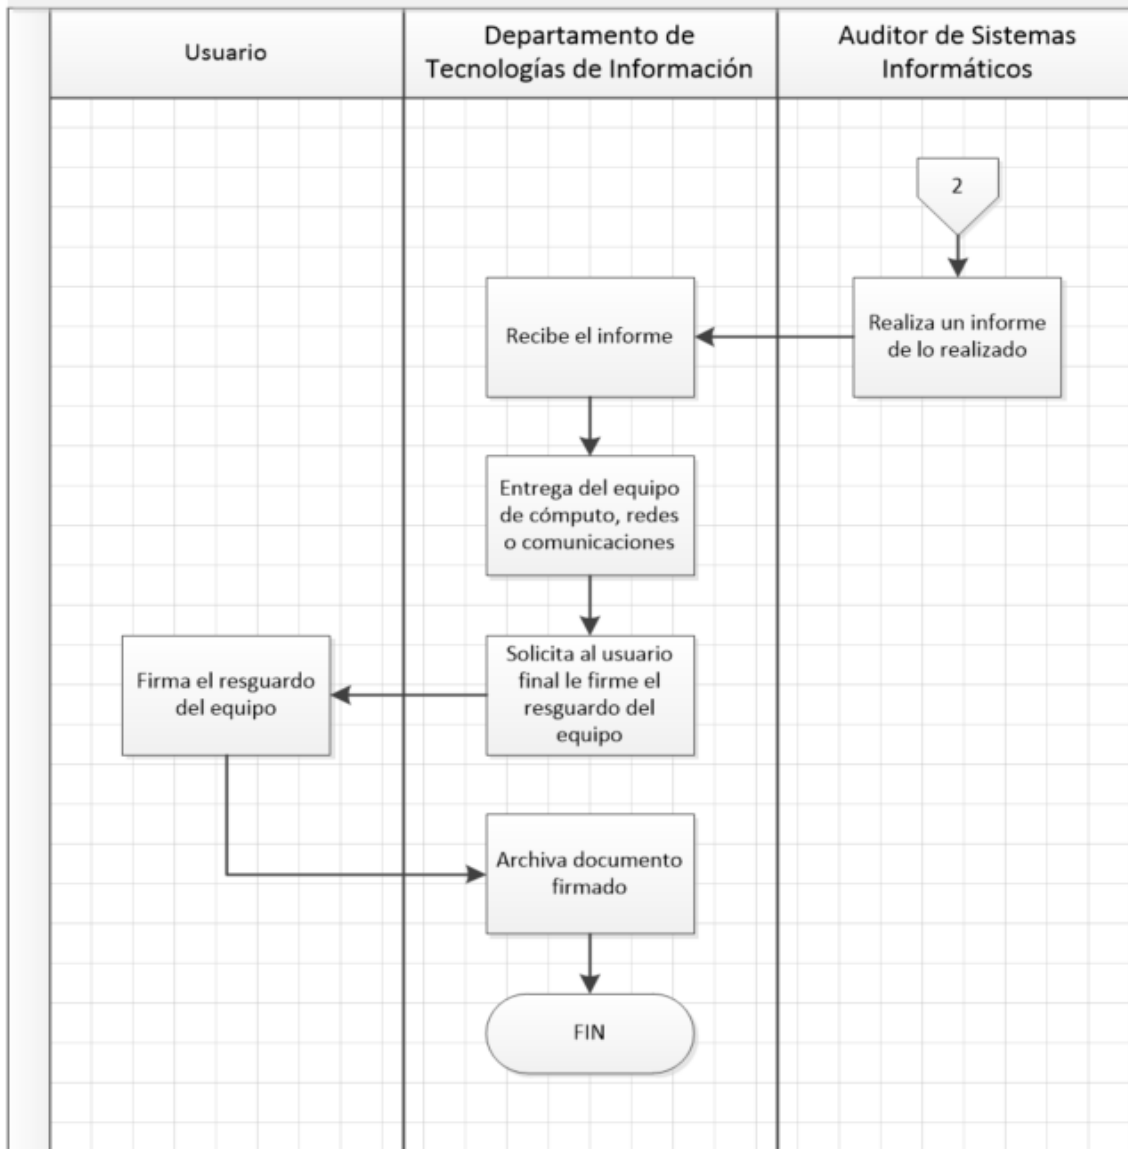 Usuario
Departamento de
Tecnologías de Información
Auditor de Sistemas
Informáticos
2
Realiza un informe
de lo realizado
Recibe el informe
Entrega del equipo
de cómputo, redes
o comunicaciones
Solicita al usuario
final le firme el
resguardo del
equipo
Firma el resguardo
del equipo
Archiva documento
firmado
FIN